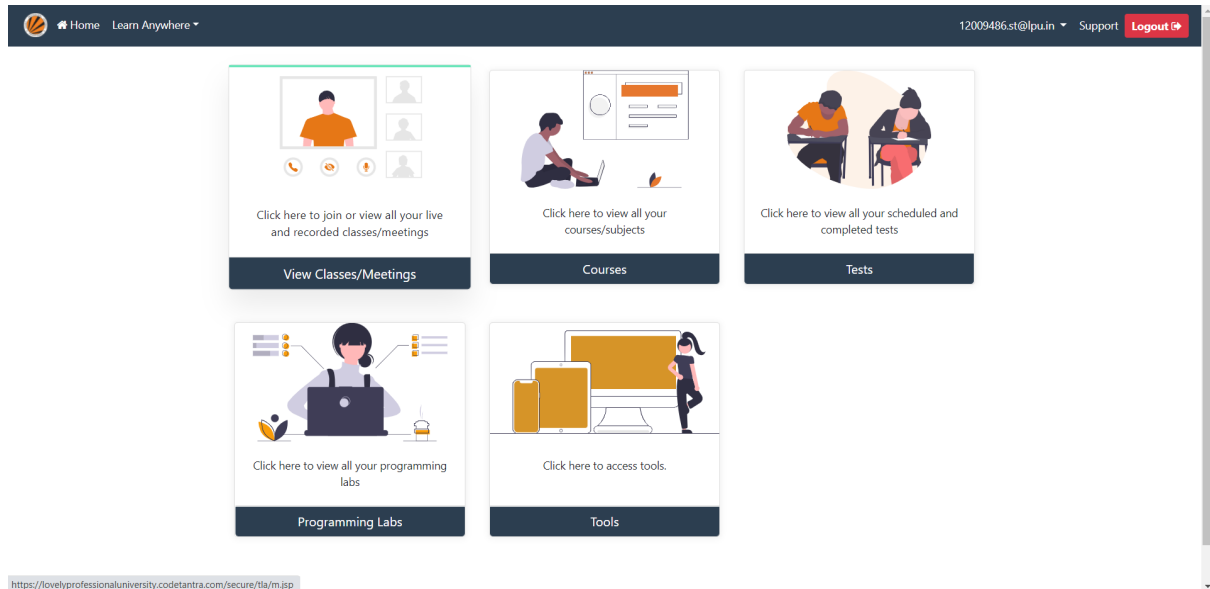 Home Learn Anywhere 12009486.st@lpu.in Support Logout
Click here to join or view all your live
and recorded classes/meetings
View Classes/Meetings
Click here to view all your
courses/subjects
Courses
Click here to view all your scheduled and
completed tests
Tests
Click here to view all your programming
labs
Programming Labs
Click here to access tools.
Tools
https://lovelyprofessionaluniversity.codetantra.com/secure/tla/m.jsp